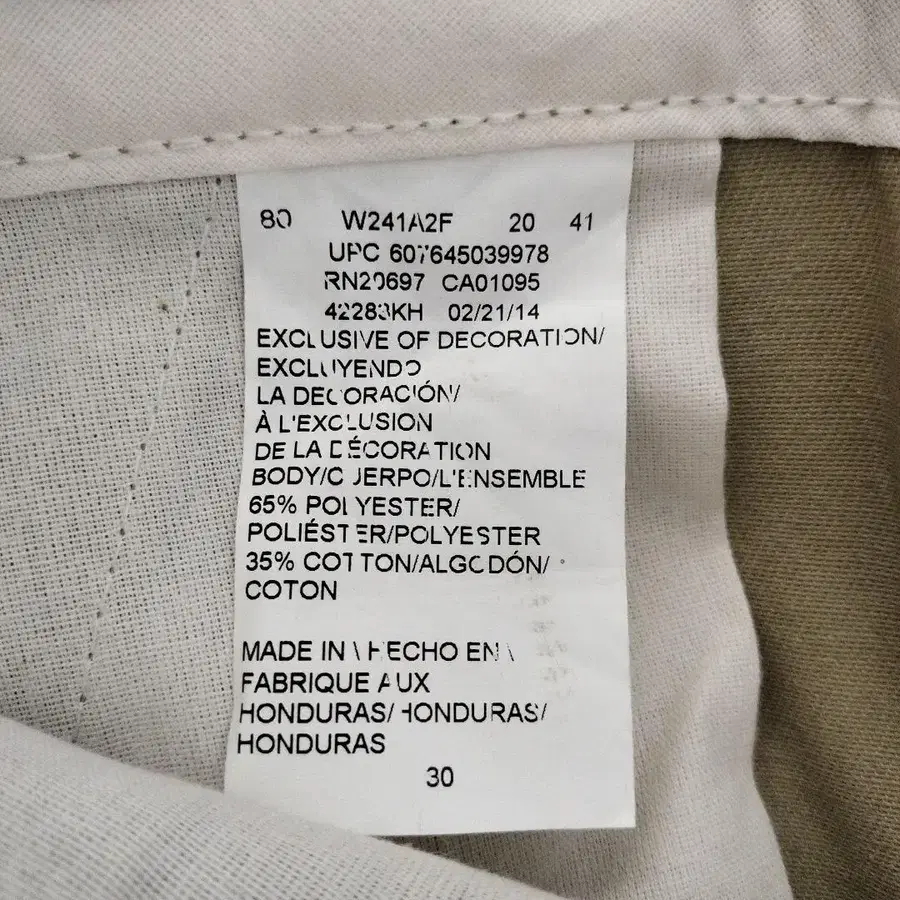 80 W241A2F 20 41
UPC 607645039978
RN20697 CA01095
42283KH 02/21/14
EXCLUSIVE OF DECORATION/
EXCLUYENDO
LA DECORACIÓN/
À L'EXCLUSION
DE LA DÉCORATION
BODY/CUERPO/L'ENSEMBLE
65% POLYESTER/
POLIÉSTER/POLYESTER
35% COTTON/ALGODÓN/
COTON
MADE IN \ HECHO EN \
FABRIQUE AUX
HONDURAS/HONDURAS/
HONDURAS
30